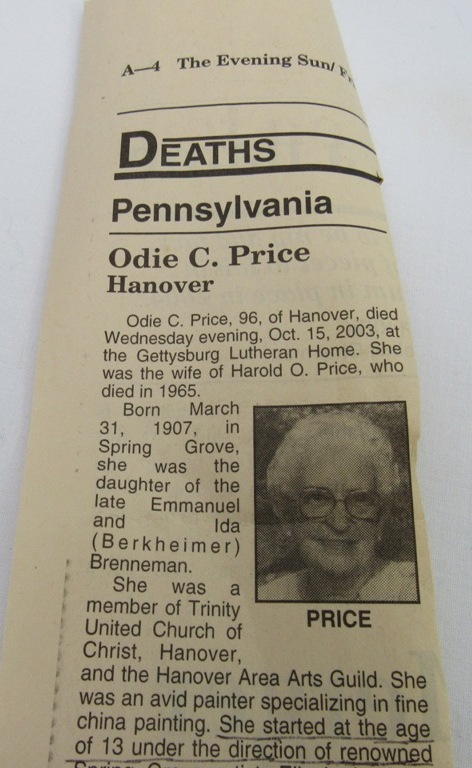 A—4 The Evening Sun/
DEATHS
Pennsylvania
Odie C. Price
Hanover
Odie C. Price, 96, of Hanover, died
Wednesday evening, Oct. 15, 2003, at
the Gettysburg Lutheran Home. She
was the wife of Harold O. Price, who
died in 1965.
Born March
31, 1907, in
Spring Grove,
she was the
daughter of the
late Emmanuel
and Ida
(Berkheimer)
Brenneman.
She was a
member of Trinity
United Church of
Christ, Hanover,
PRICE
and the Hanover Area Arts Guild. She
was an avid painter specializing in fine
china painting. She started at the age
of 13 under the direction of renowned